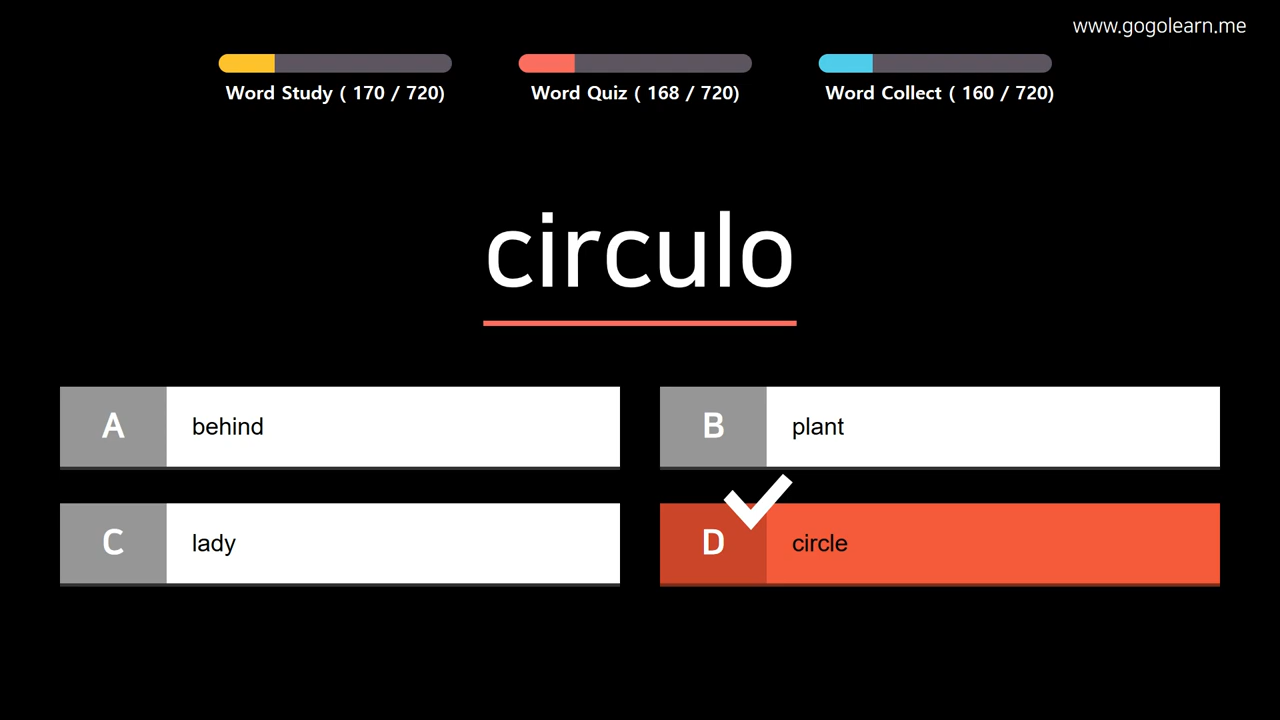 www.gogolearn.me
Word Study ( 170 / 720)
Word Quiz ( 168 / 720)
Word Collect ( 160 / 720)
circulo
A behind
B plant
C lady
D circle